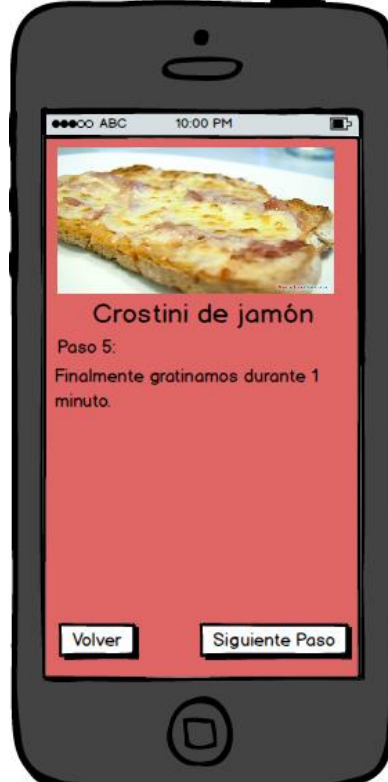 ABC 10:00 PM
Crostini de jamón
Paso 5:
Finalmente gratinamos durante 1
minuto.
Volver Siguiente Paso